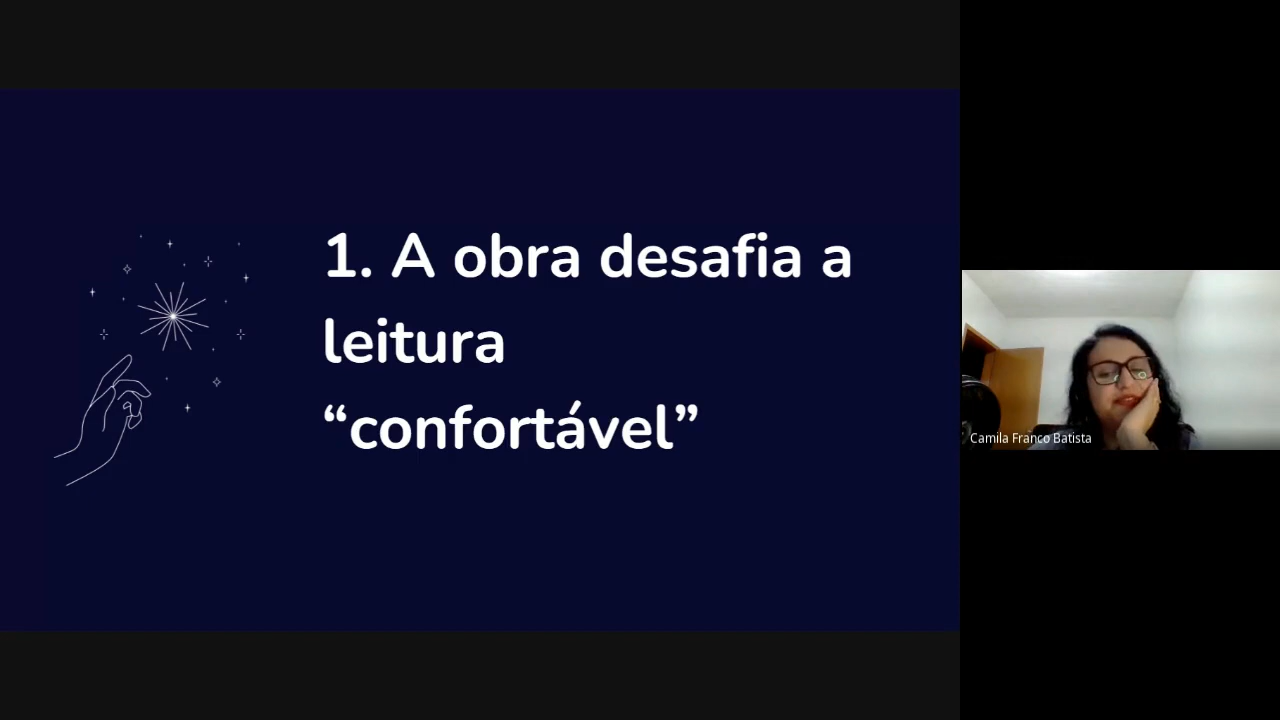 1. A obra desafia a
leitura
“confortável”
Camila Franco Batista